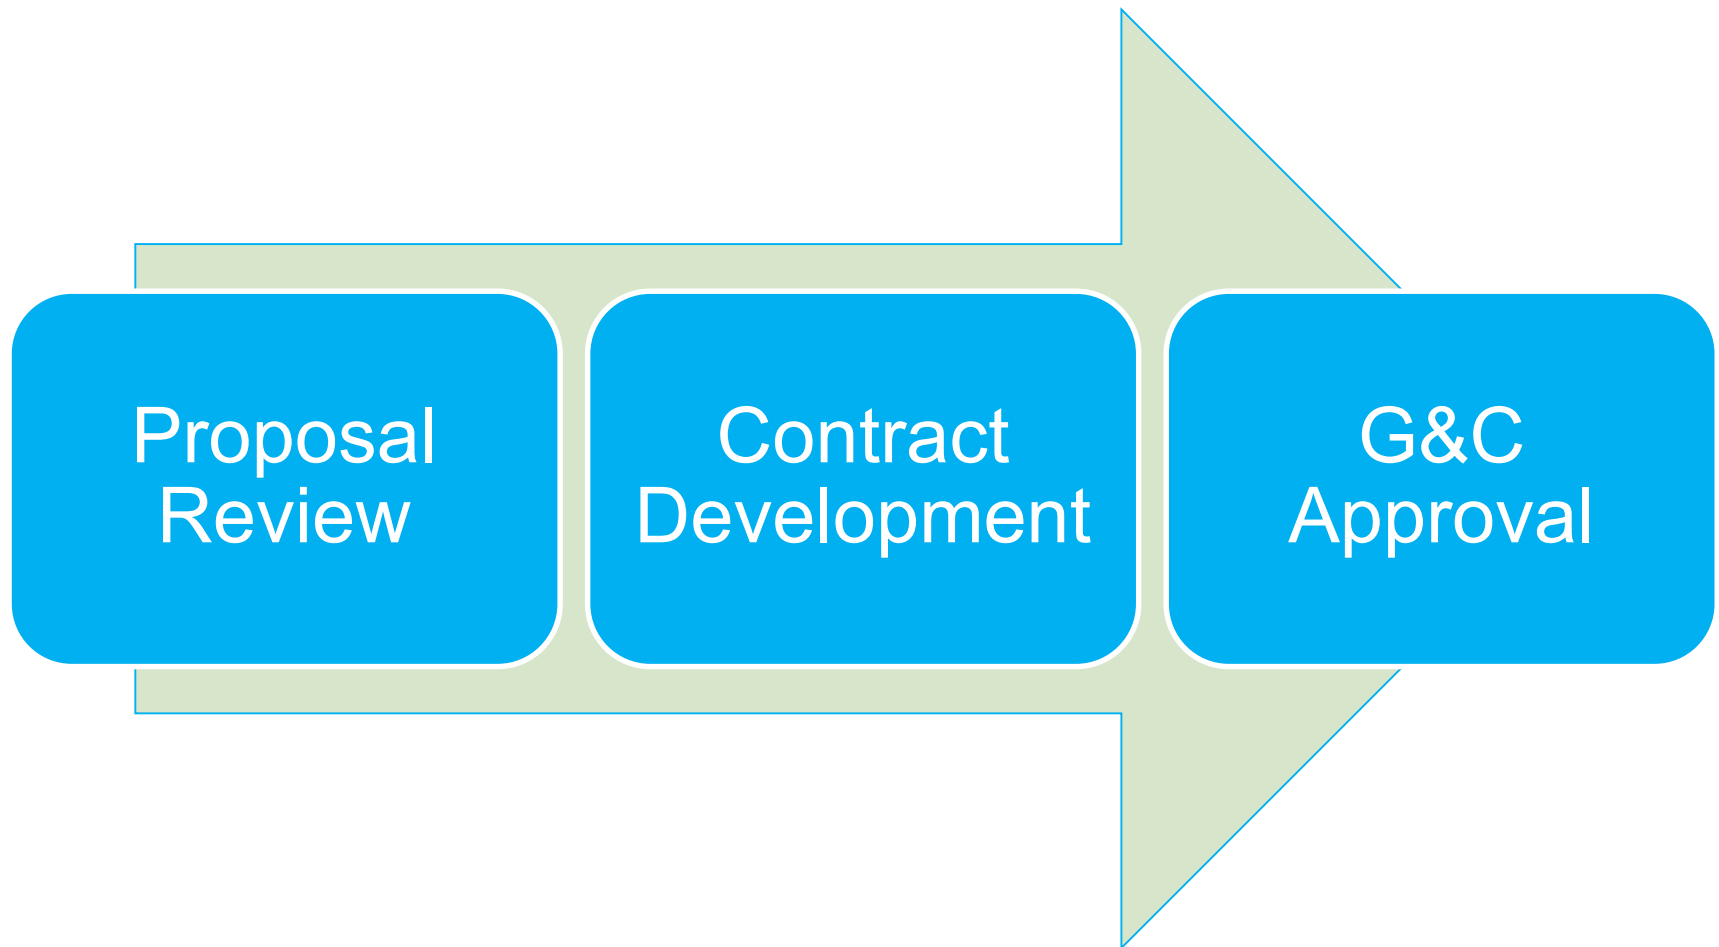 Proposal
Review
Contract
Development
G&C
Approval